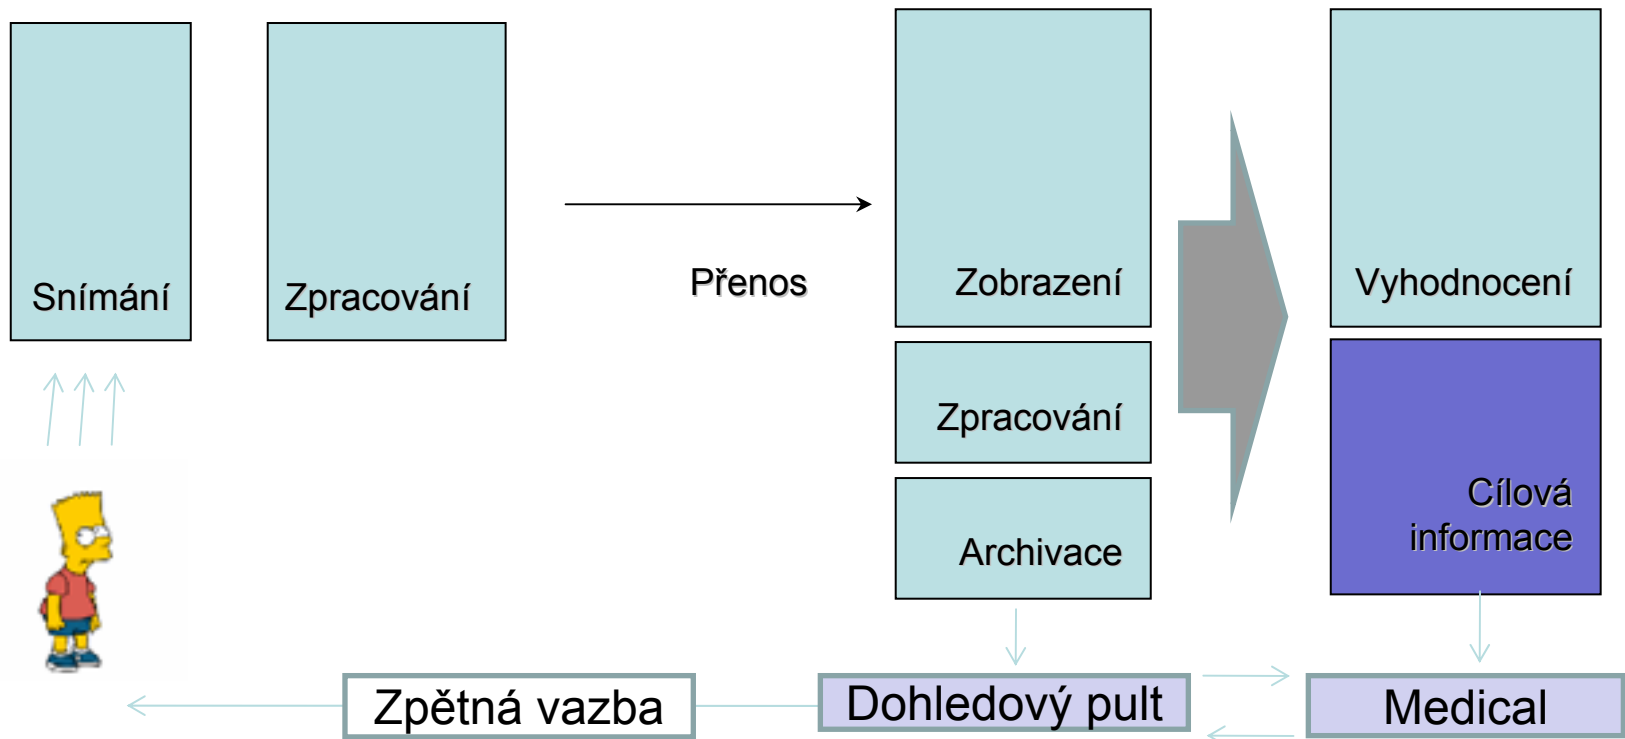 Snímání
Zpracování
Přenos
Zobrazení
Vyhodnocení
Zpracování
Archivace
Cílová
informace
Zpětná vazba
Dohledový pult
Medical